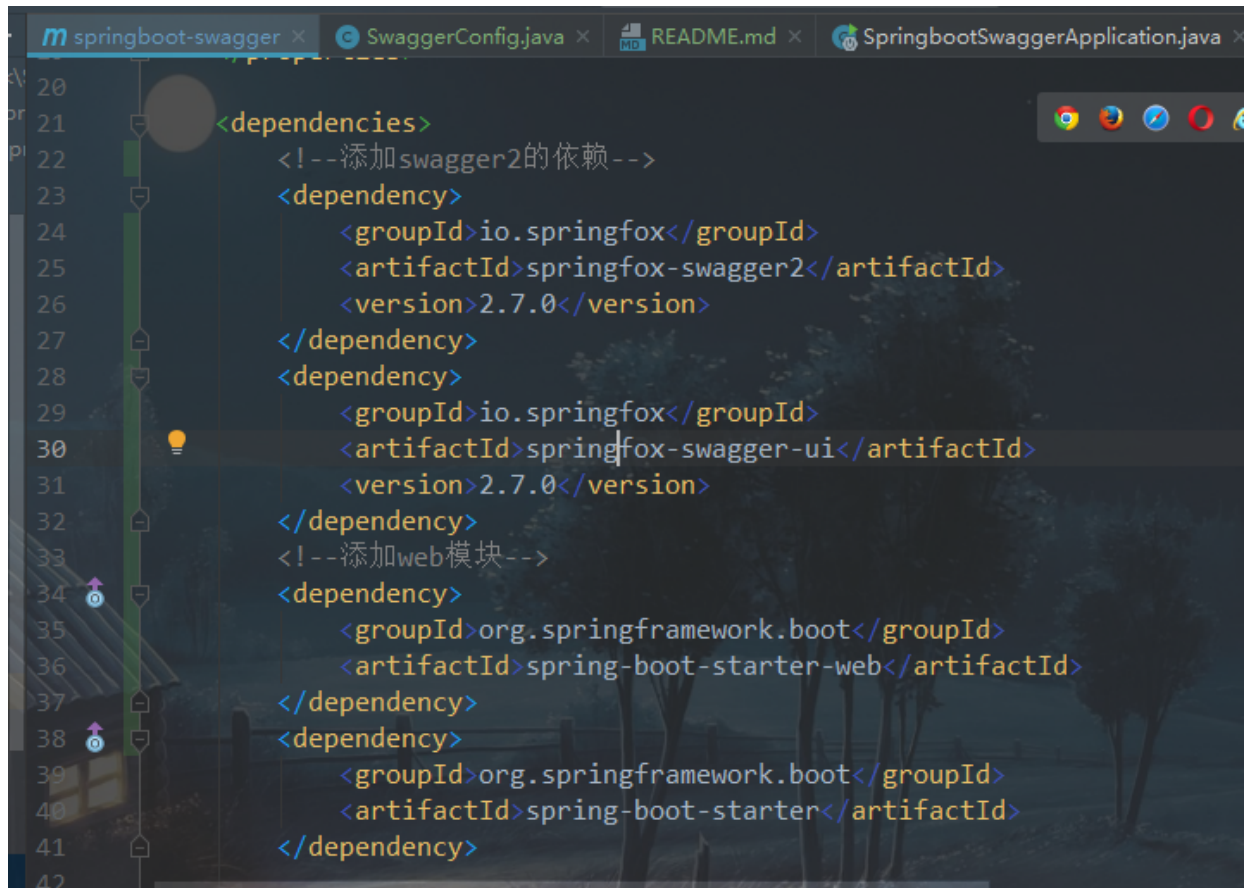 springboot-swagger SwaggerConfig.java README.md SpringbootSwaggerApplication.java
20
21 <dependencies>
22 <!--添加swagger2的依赖-->
23 <dependency>
24 <groupId>io.springfox</groupId>
25 <artifactId>springfox-swagger2</artifactId>
26 <version>2.7.0</version>
27 </dependency>
28 <dependency>
29 <groupId>io.springfox</groupId>
30 <artifactId>springfox-swagger-ui</artifactId>
31 <version>2.7.0</version>
32 </dependency>
33 <!--添加web模块-->
34 <dependency>
35 <groupId>org.springframework.boot</groupId>
36 <artifactId>spring-boot-starter-web</artifactId>
37 </dependency>
38 <dependency>
39 <groupId>org.springframework.boot</groupId>
40 <artifactId>spring-boot-starter</artifactId>
41 </dependency>
42